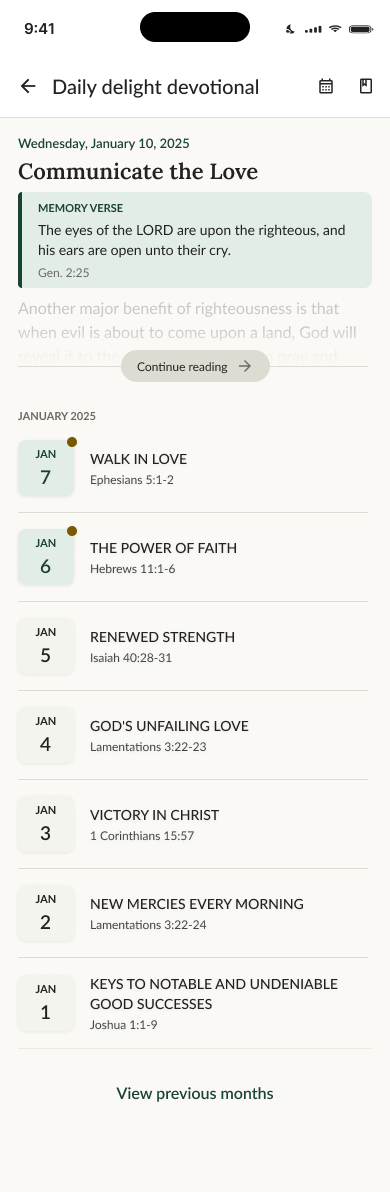 9:41
Daily delight devotional
Wednesday, January 10, 2025
Communicate the Love
MEMORY VERSE
The eyes of the LORD are upon the righteous, and
his ears are open unto their cry.
Gen. 2:25
Another major benefit of righteousness is that
when evil is about to come upon a land, God will
reveal it to the
Continue reading
JANUARY 2025
JAN
7
WALK IN LOVE
Ephesians 5:1-2
JAN
6
THE POWER OF FAITH
Hebrews 11:1-6
JAN
5
RENEWED STRENGTH
Isaiah 40:28-31
JAN
4
GOD'S UNFAILING LOVE
Lamentations 3:22-23
JAN
3
VICTORY IN CHRIST
1 Corinthians 15:57
JAN
2
NEW MERCIES EVERY MORNING
Lamentations 3:22-24
JAN
1
KEYS TO NOTABLE AND UNDENIABLE
GOOD SUCCESSES
Joshua 1:1-9
View previous months